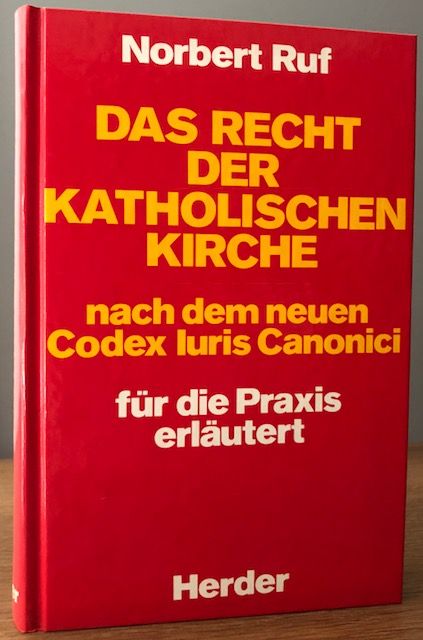 Norbert Ruf
DAS RECHT
DER
KATHOLISCHEN
KIRCHE
nach dem neuen
Codex Iuris Canonici
für die Praxis
erläutert
Herder